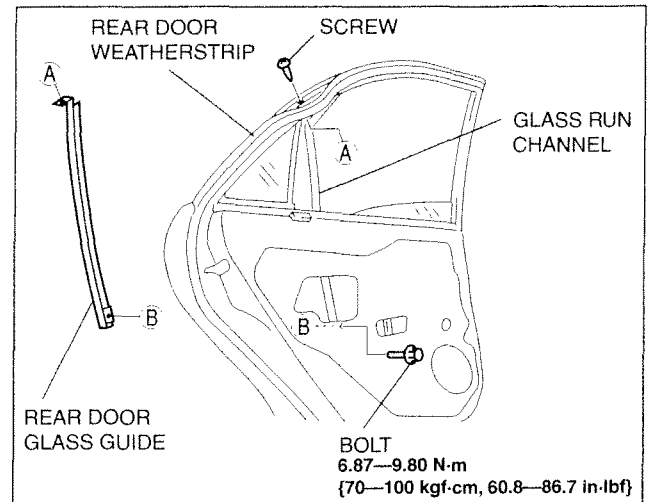 REAR DOOR
WEATHERSTRIP
SCREW
A
A
GLASS RUN
CHANNEL
B
B
REAR DOOR
GLASS GUIDE
BOLT
6.87—9.80 N·m
{70—100 kgf·cm, 60.8—86.7 in·lbf}